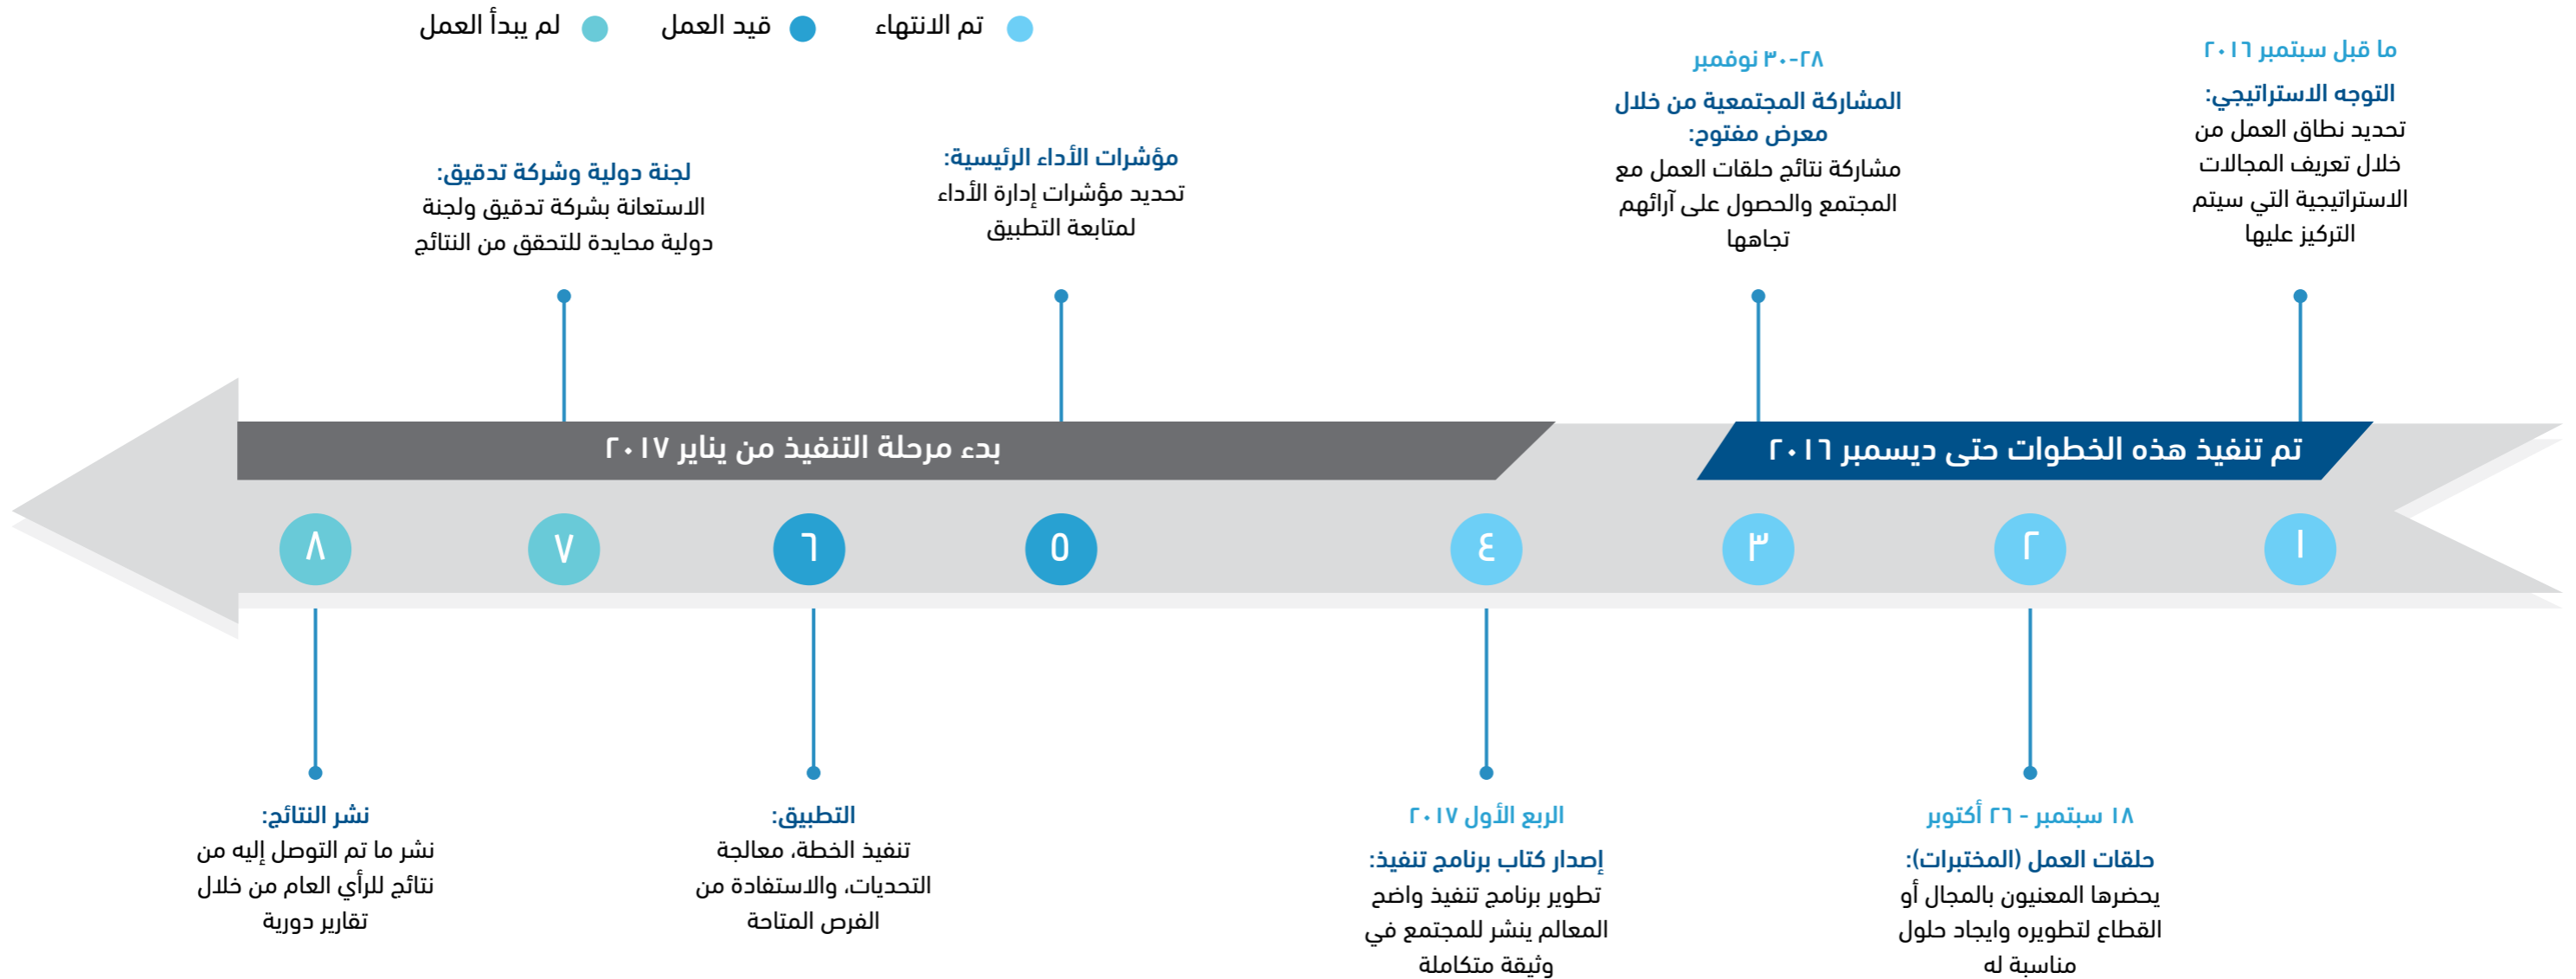 تم الانتهاء
قيد العمل
لم يبدأ العمل
ما قبل سبتمبر ٢٠١٦
التوجه الاستراتيجي:
تحديد نطاق العمل من
خلال تعريف المجالات
الاستراتيجية التي سيتم
التركيز عليها
٢٨-٣٠ نوفمبر
المشاركة المجتمعية من خلال
معرض مفتوح:
مشاركة نتائج حلقات العمل مع
المجتمع والحصول على آرائهم
تجاهها
مؤشرات الأداء الرئيسية:
تحديد مؤشرات إدارة الأداء
لمتابعة التطبيق
لجنة دولية وشركة تدقيق:
الاستعانة بشركة تدقيق ولجنة
دولية محايدة للتحقق من النتائج
تم تنفيذ هذه الخطوات حتى ديسمبر ٢٠١٦
بدء مرحلة التنفيذ من يناير ٢٠١٧
١
٢
٣
٤
٥
٦
٧
٨
١٨ سبتمبر - ٢٦ أكتوبر
حلقات العمل (المختبرات):
يحضرها المعنيون بالمجال أو
القطاع لتطويره وايجاد حلول
مناسبة له
الربع الأول ٢٠١٧
إصدار كتاب برنامج تنفيذ:
تطوير برنامج تنفيذ واضح
المعالم ينشر للمجتمع في
وثيقة متكاملة
التطبيق:
تنفيذ الخطة، معالجة
التحديات، والاستفادة من
الفرص المتاحة
نشر النتائج:
نشر ما تم التوصل إليه من
نتائج للرأي العام من خلال
تقارير دورية